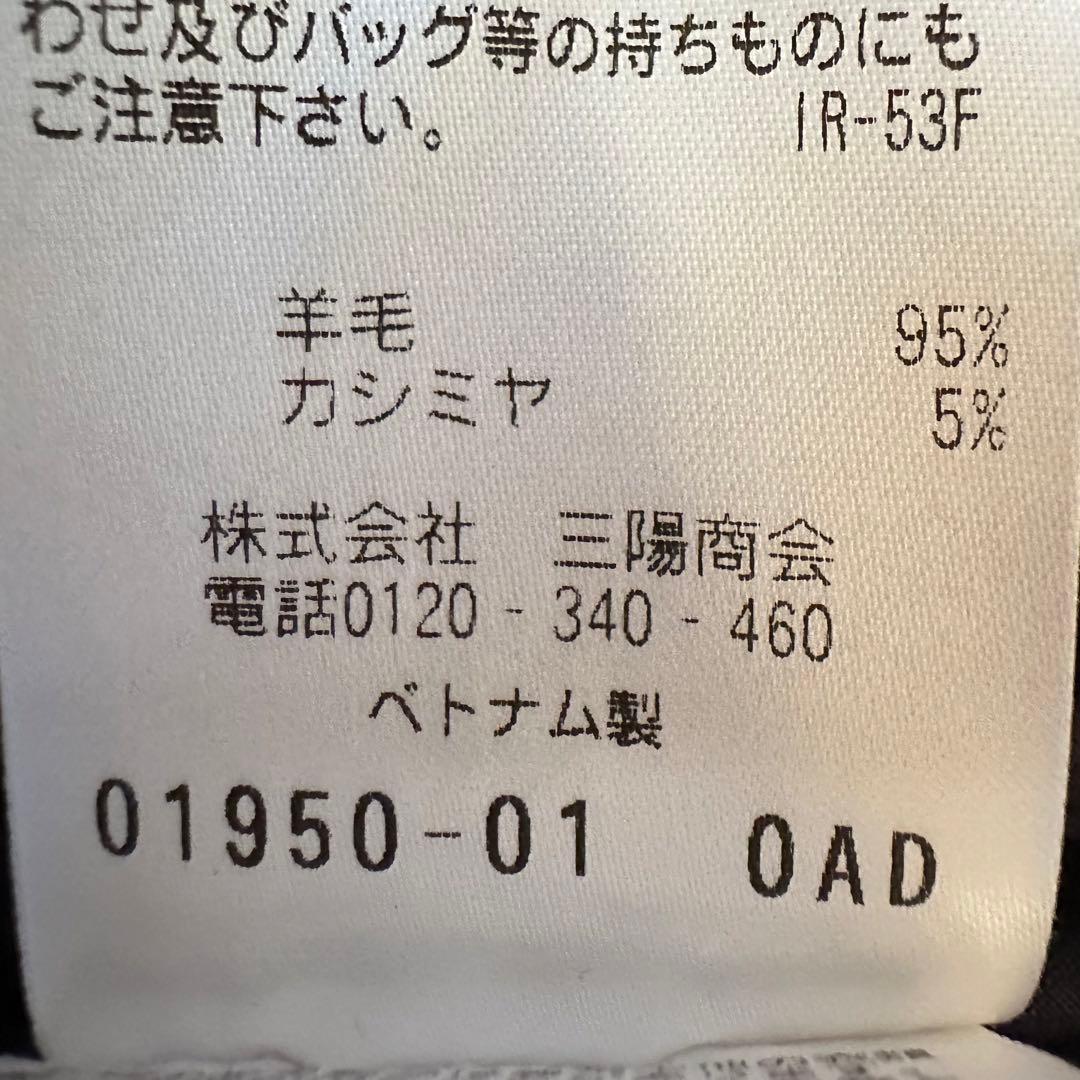 わせ及びバッグ等の持ちものにも
ご注意下さい。 IR-53F
羊毛 95%
カシミヤ 5%
株式会社 三陽商会
電話0120 - 340 - 460
ベトナム製
01950-01 0AD